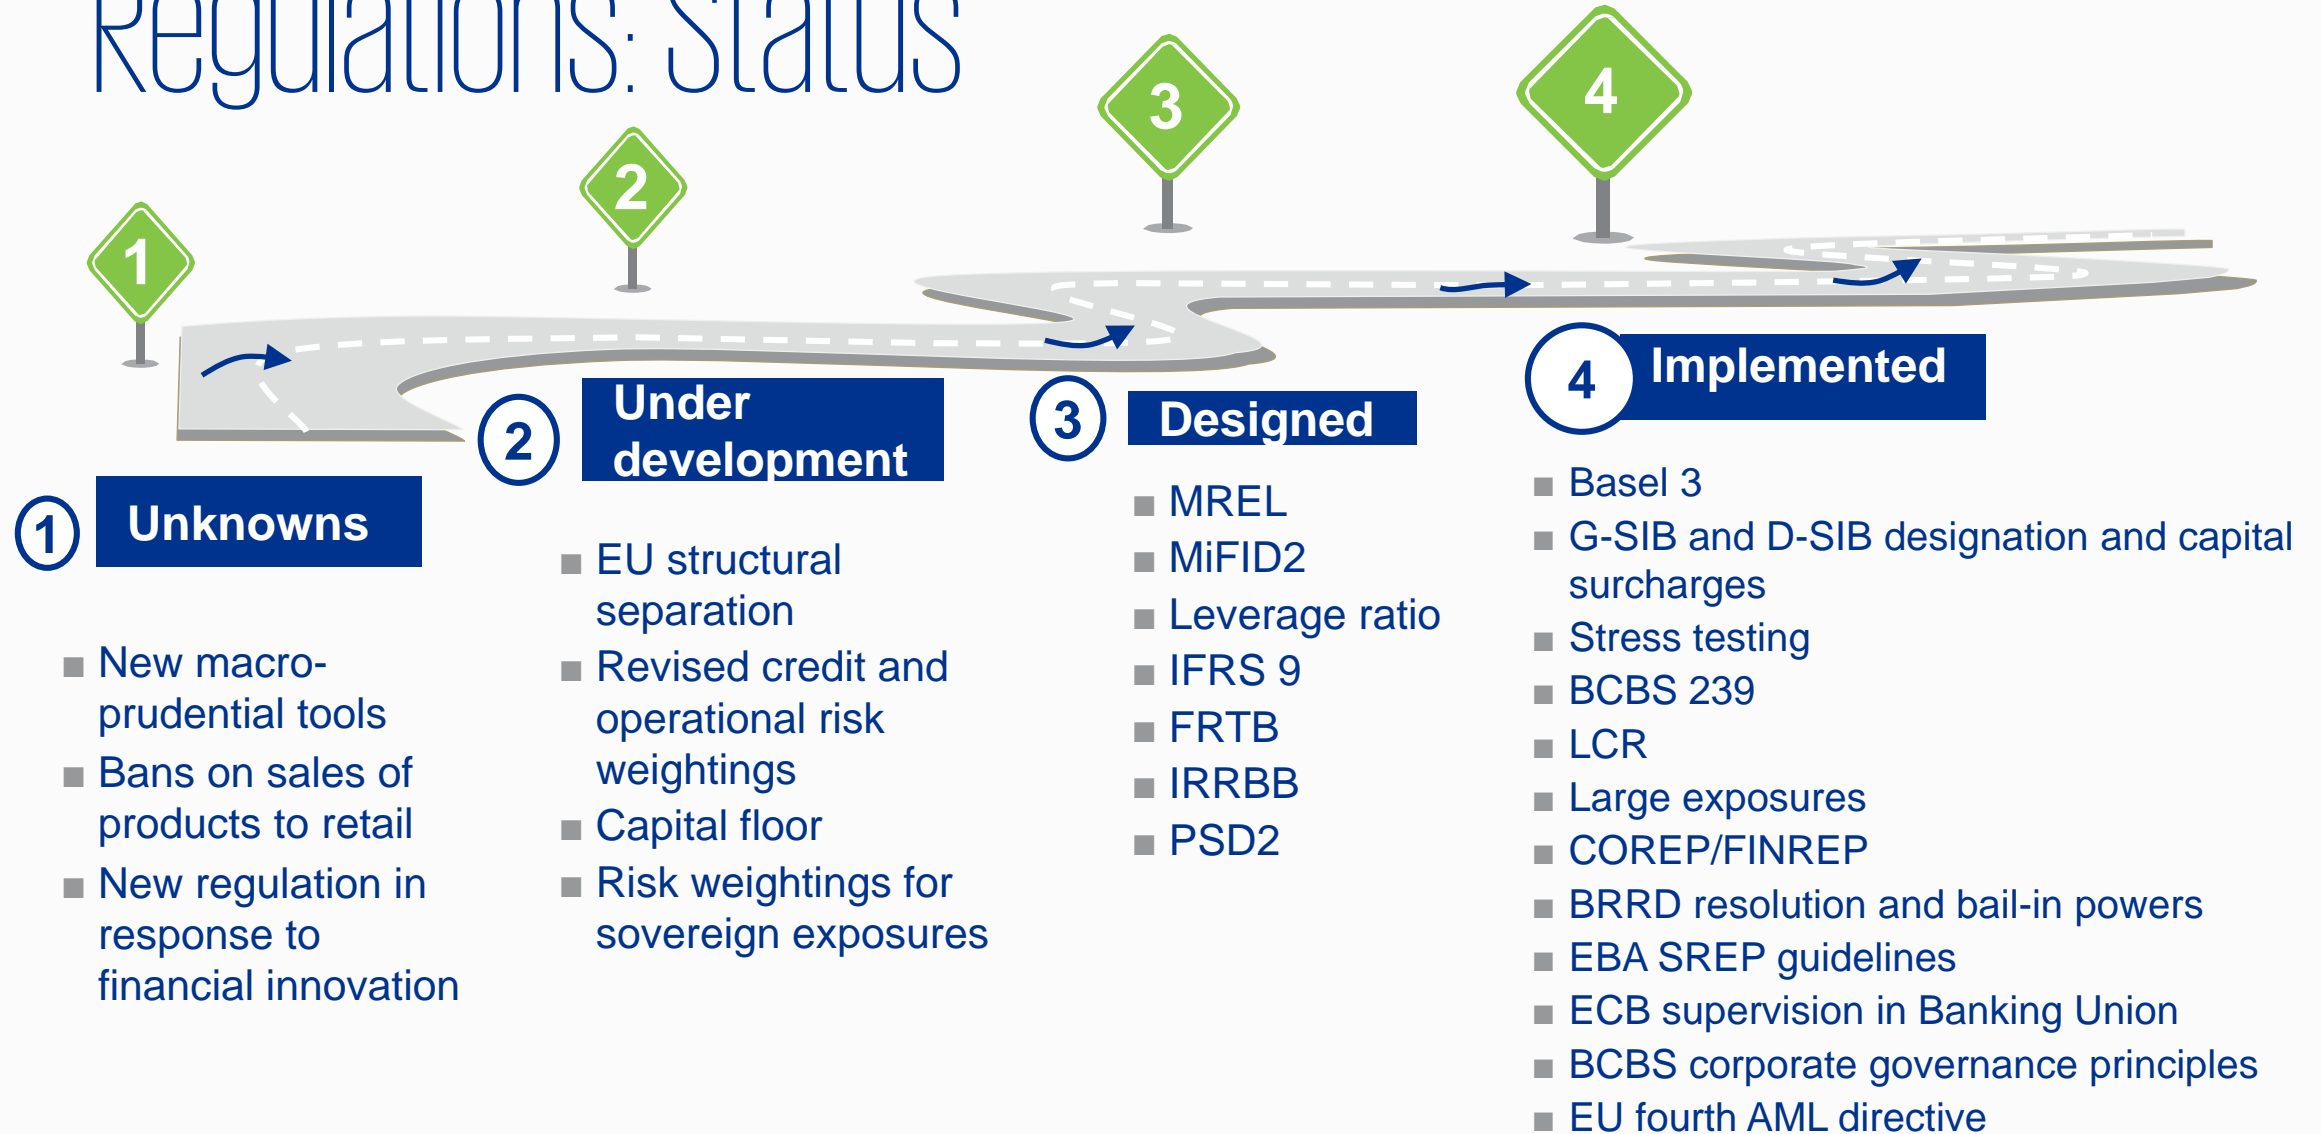 Regulations: Status
1
2
3
4
1
Unknowns
■ New macro-
prudential tools
■ Bans on sales of
products to retail
■ New regulation in
response to
financial innovation
2
Under
development
■ EU structural
separation
■ Revised credit and
operational risk
weightings
■ Capital floor
■ Risk weightings for
sovereign exposures
3
Designed
■ MREL
■ MiFID2
■ Leverage ratio
■ IFRS 9
■ FRTB
■ IRRBB
■ PSD2
4
Implemented
■ Basel 3
■ G-SIB and D-SIB designation and capital
surcharges
■ Stress testing
■ BCBS 239
■ LCR
■ Large exposures
■ COREP/FINREP
■ BRRD resolution and bail-in powers
■ EBA SREP guidelines
■ ECB supervision in Banking Union
■ BCBS corporate governance principles
■ EU fourth AML directive